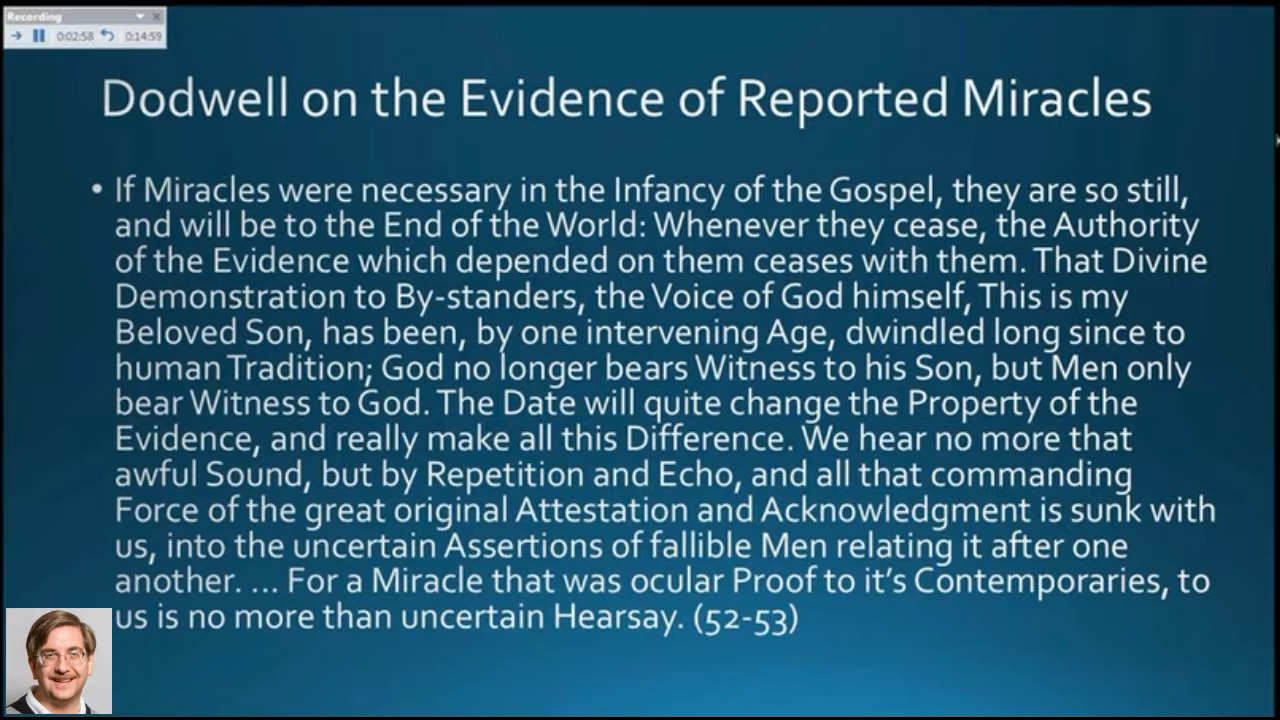 Recording
0:02:58 0:14:59
Dodwell on the Evidence of Reported Miracles
• If Miracles were necessary in the Infancy of the Gospel, they are so still,
and will be to the End of the World: Whenever they cease, the Authority
of the Evidence which depended on them ceases with them. That Divine
Demonstration to By-standers, the Voice of God himself, This is my
Beloved Son, has been, by one intervening Age, dwindled long since to
human Tradition; God no longer bears Witness to his Son, but Men only
bear Witness to God. The Date will quite change the Property of the
Evidence, and really make all this Difference. We hear no more that
awful Sound, but by Repetition and Echo, and all that commanding
Force of the great original Attestation and Acknowledgment is sunk with
us, into the uncertain Assertions of fallible Men relating it after one
another. ... For a Miracle that was ocular Proof to it's Contemporaries, to
us is no more than uncertain Hearsay. (52-53)